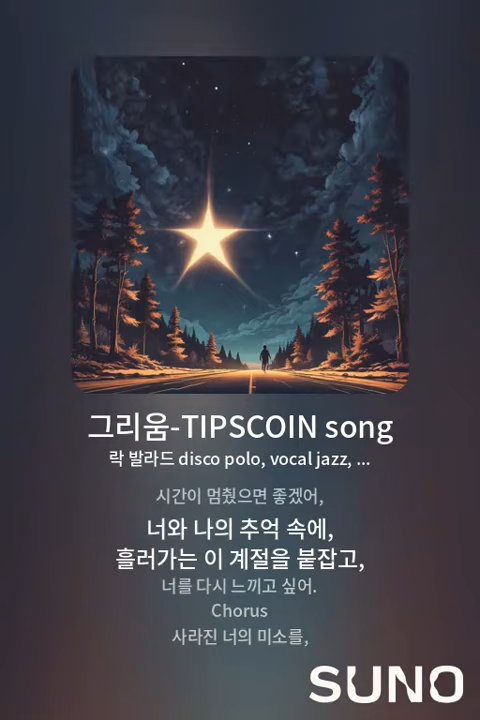 그리움-TIPSCOIN song
락 발라드 disco polo, vocal jazz, ...
시간이 멈췄으면 좋겠어,
너와 나의 추억 속에,
흘러가는 이 계절을 붙잡고,
너를 다시 느끼고 싶어.
Chorus
사라진 너의 미소를,
SUNO